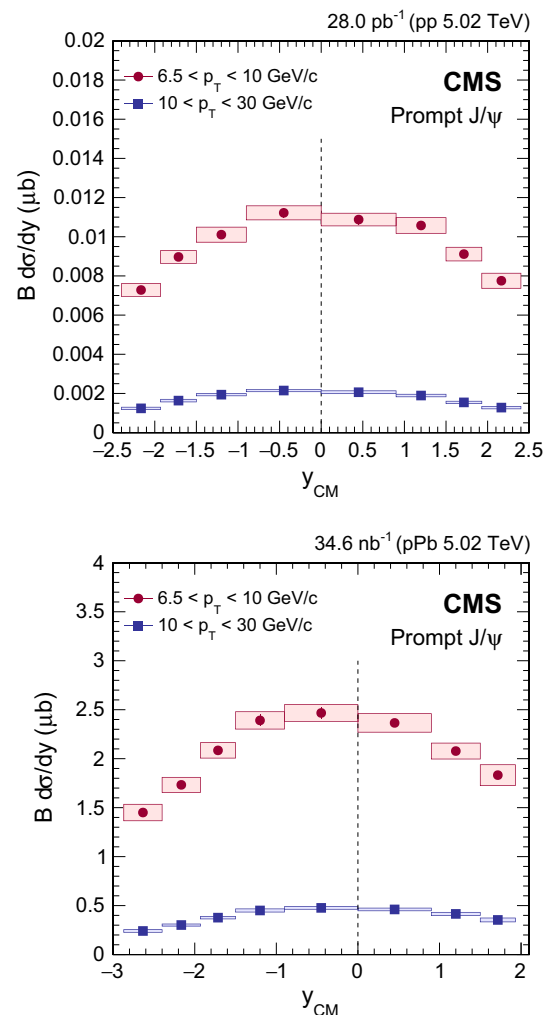 28.0 pb⁻¹ (pp 5.02 TeV)
0.02
0.018
0.016
0.014
0.012
0.01
0.008
0.006
0.004
0.002
0
B dσ/dy (μb)
6.5 < p_T < 10 GeV/c
10 < p_T < 30 GeV/c
CMS
Prompt J/ψ
−2.5 −2 −1.5 −1 −0.5 0 0.5 1 1.5 2 2.5
y_CM
34.6 nb⁻¹ (pPb 5.02 TeV)
4
3.5
3
2.5
2
1.5
1
0.5
0
B dσ/dy (μb)
6.5 < p_T < 10 GeV/c
10 < p_T < 30 GeV/c
CMS
Prompt J/ψ
−3 −2 −1 0 1 2
y_CM